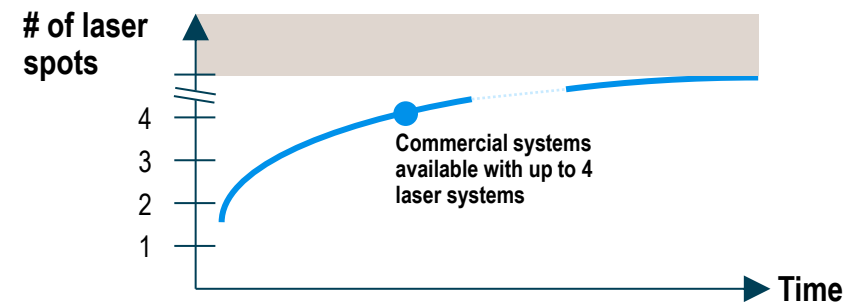 # of laser
spots
4
3
2
1
Commercial systems
available with up to 4
laser systems
Time